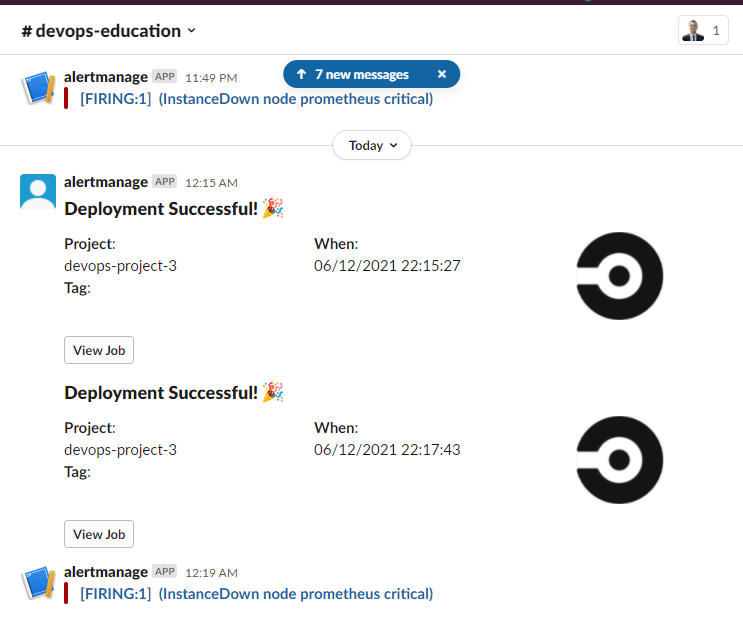 # devops-education
1
7 new messages
alertmanage APP 11:49 PM
[FIRING:1] (InstanceDown node prometheus critical)
Today
alertmanage APP 12:15 AM
Deployment Successful! 🎉
Project: When:
devops-project-3 06/12/2021 22:15:27
Tag:
View Job
Deployment Successful! 🎉
Project: When:
devops-project-3 06/12/2021 22:17:43
Tag:
View Job
alertmanage APP 12:19 AM
[FIRING:1] (InstanceDown node prometheus critical)